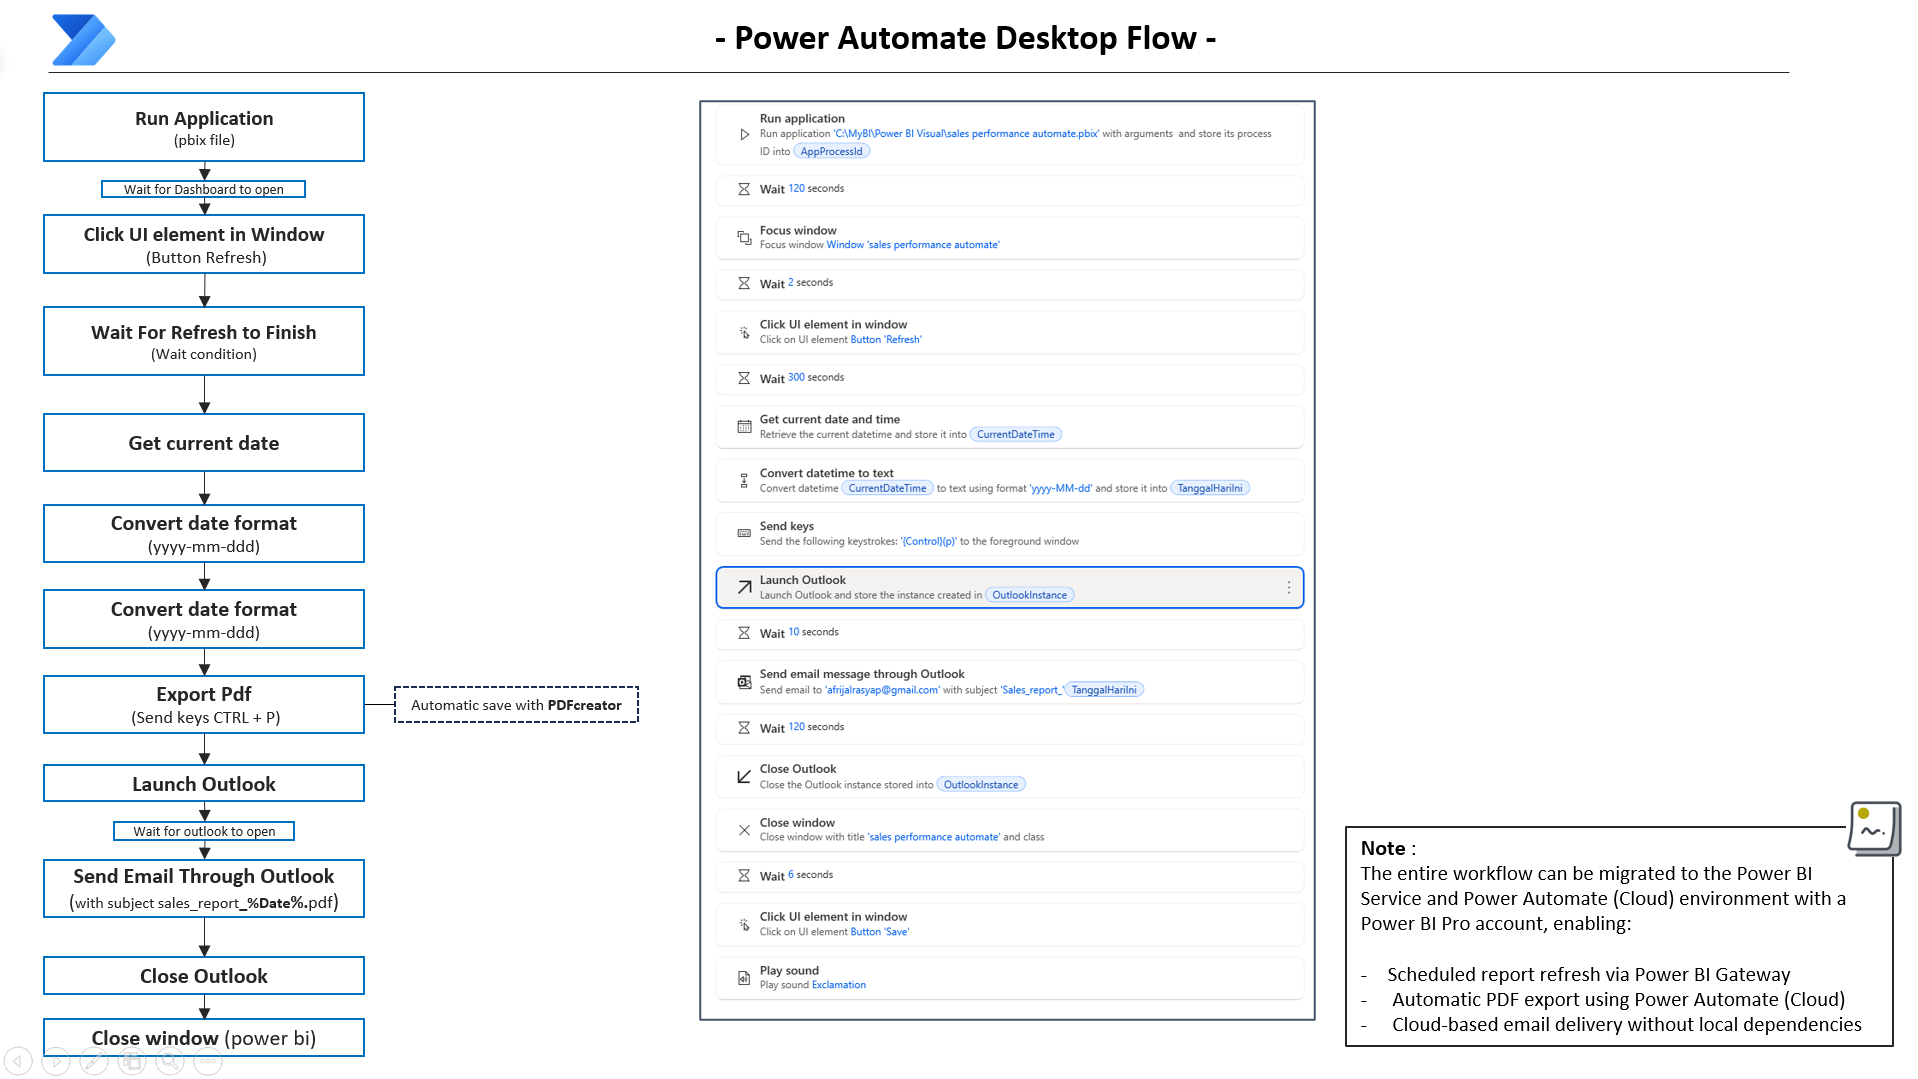 - Power Automate Desktop Flow -
Run Application
(pbix file)
Wait for Dashboard to open
Click UI element in Window
(Button Refresh)
Wait For Refresh to Finish
(Wait condition)
Get current date
Convert date format
(yyyy-mm-ddd)
Convert date format
(yyyy-mm-ddd)
Export Pdf
(Send keys CTRL + P)
Automatic save with PDFcreator
Launch Outlook
Wait for outlook to open
Send Email Through Outlook
(with subject sales_report_%Date%.pdf)
Close Outlook
Close window (power bi)
Run application
Run application 'C:\MyBI\Power BI Visual\sales performance automate.pbix' with arguments and store its process
ID into AppProcessId
Wait 120 seconds
Focus window
Focus window Window 'sales performance automate'
Wait 2 seconds
Click UI element in window
Click on UI element Button 'Refresh'
Wait 300 seconds
Get current date and time
Retrieve the current datetime and store it into CurrentDateTime
Convert datetime to text
Convert datetime CurrentDateTime to text using format 'yyyy-MM-dd' and store it into TanggalHariIni
Send keys
Send the following keystrokes: '{Control}(p)' to the foreground window
Launch Outlook
Launch Outlook and store the instance created in OutlookInstance
Wait 10 seconds
Send email message through Outlook
Send email to 'afrijalrasyap@gmail.com' with subject 'Sales_report_' TanggalHariIni
Wait 120 seconds
Close Outlook
Close the Outlook instance stored into OutlookInstance
Close window
Close window with title 'sales performance automate' and class
Wait 6 seconds
Click UI element in window
Click on UI element Button 'Save'
Play sound
Play sound Exclamation
Note :
The entire workflow can be migrated to the Power BI
Service and Power Automate (Cloud) environment with a
Power BI Pro account, enabling:
- Scheduled report refresh via Power BI Gateway
- Automatic PDF export using Power Automate (Cloud)
- Cloud-based email delivery without local dependencies